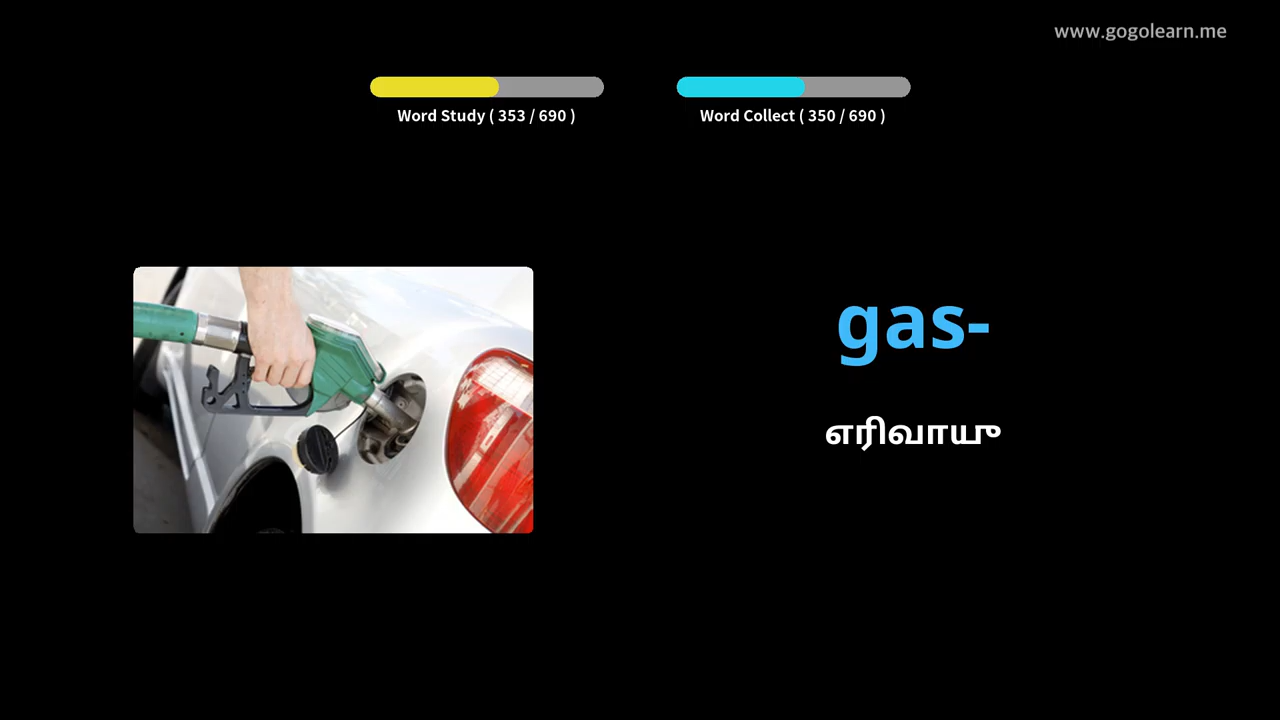 www.gogolearn.me
Word Study ( 353 / 690 )
Word Collect ( 350 / 690 )
gas-
எரிவாயு